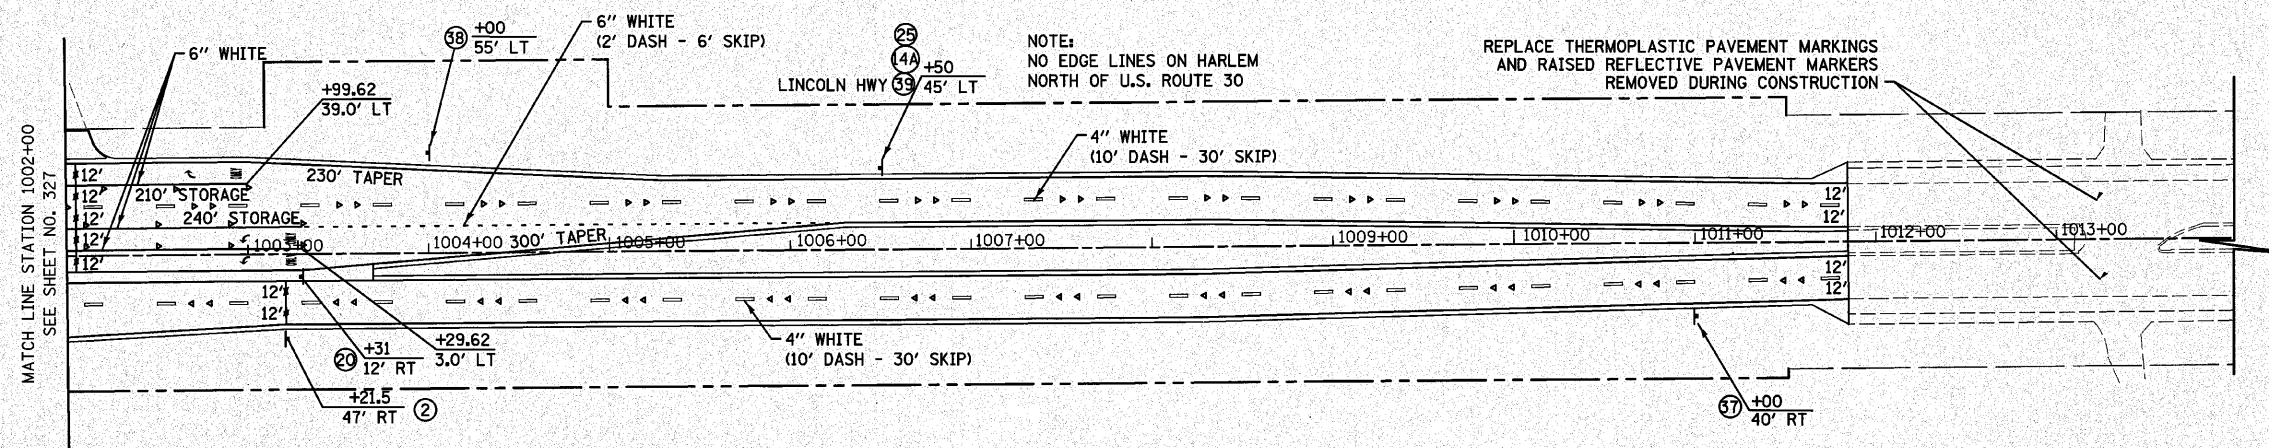 MATCH LINE STATION 1002+00
SEE SHEET NO. 327
6" WHITE
38
+00
55' LT
6" WHITE
(2' DASH - 6' SKIP)
25
14A
LINCOLN HWY 39
+50
45' LT
NOTE:
NO EDGE LINES ON HARLEM
NORTH OF U.S. ROUTE 30
REPLACE THERMOPLASTIC PAVEMENT MARKINGS
AND RAISED REFLECTIVE PAVEMENT MARKERS
REMOVED DURING CONSTRUCTION
+99.62
39.0' LT
4" WHITE
(10' DASH - 30' SKIP)
12'
12'
12'
12'
12'
230' TAPER
210' STORAGE
240' STORAGE
12'
12'
1003+00
1004+00
300' TAPER
1005+00
1006+00
1007+00
1009+00
1010+00
1011+00
1012+00
1013+00
12'
12'
12'
12'
20
+31
12' RT
+29.62
3.0' LT
4" WHITE
(10' DASH - 30' SKIP)
+21.5
47' RT
2
37
+00
40' RT